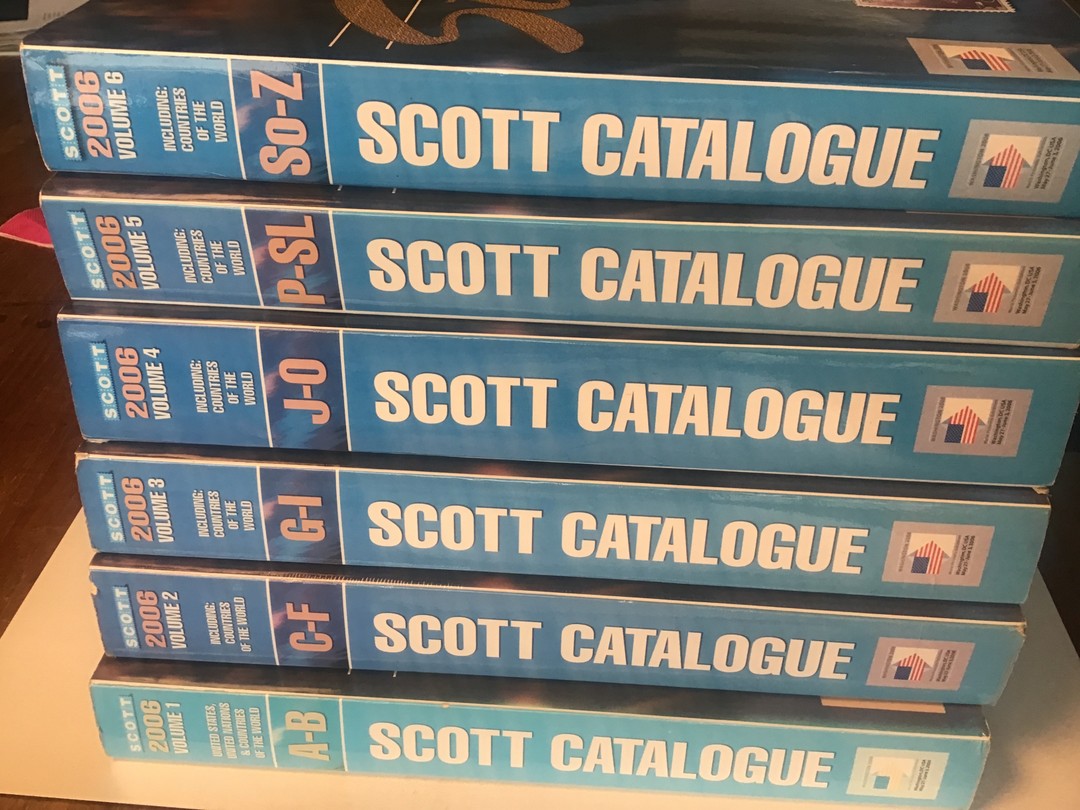 SCOTT
2006
VOLUME 6
INCLUDING:
COUNTRIES
OF THE
WORLD
So-Z
SCOTT CATALOGUE
SCOTT
2006
VOLUME 5
INCLUDING:
COUNTRIES
OF THE
WORLD
P-SL
SCOTT CATALOGUE
SCOTT
2006
VOLUME 4
INCLUDING:
COUNTRIES
OF THE
WORLD
J-O
SCOTT CATALOGUE
SCOTT
2006
VOLUME 3
INCLUDING:
COUNTRIES
OF THE
WORLD
G-I
SCOTT CATALOGUE
SCOTT
2006
VOLUME 2
INCLUDING:
COUNTRIES
OF THE WORLD
C-F
SCOTT CATALOGUE
SCOTT
2006
VOLUME 1
UNITED STATES,
UNITED NATIONS
& COUNTRIES
OF THE WORLD
A-B
SCOTT CATALOGUE